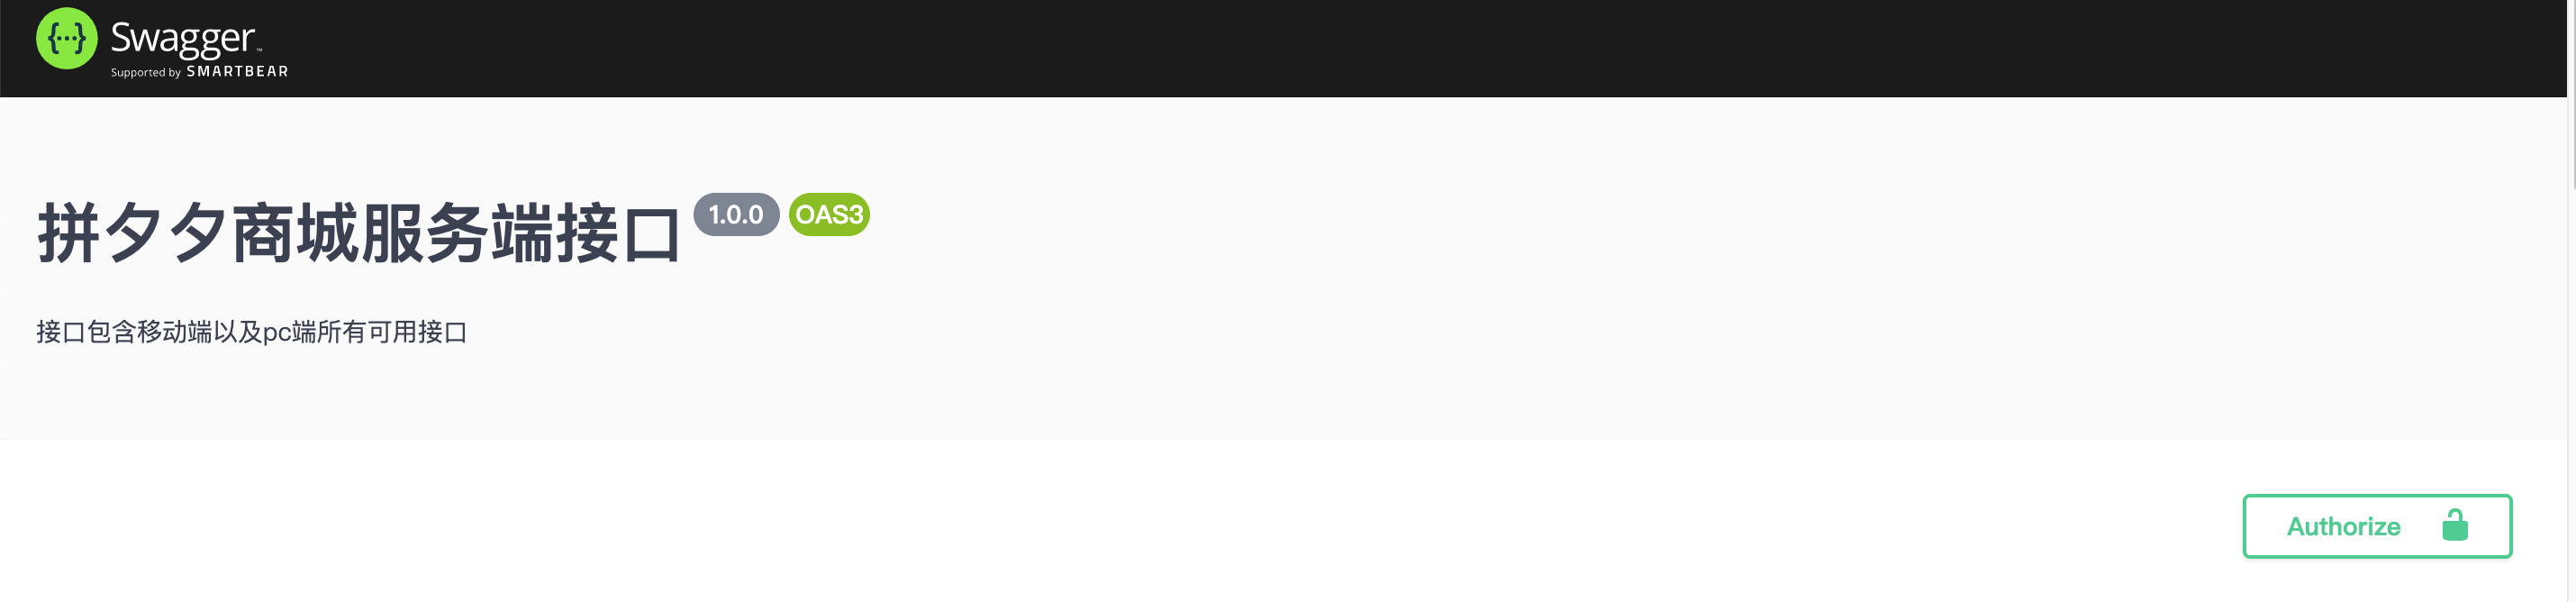 {···} Swagger™
Supported by SMARTBEAR
拼夕夕商城服务端接口 1.0.0 OAS3
接口包含移动端以及pc端所有可用接口
Authorize